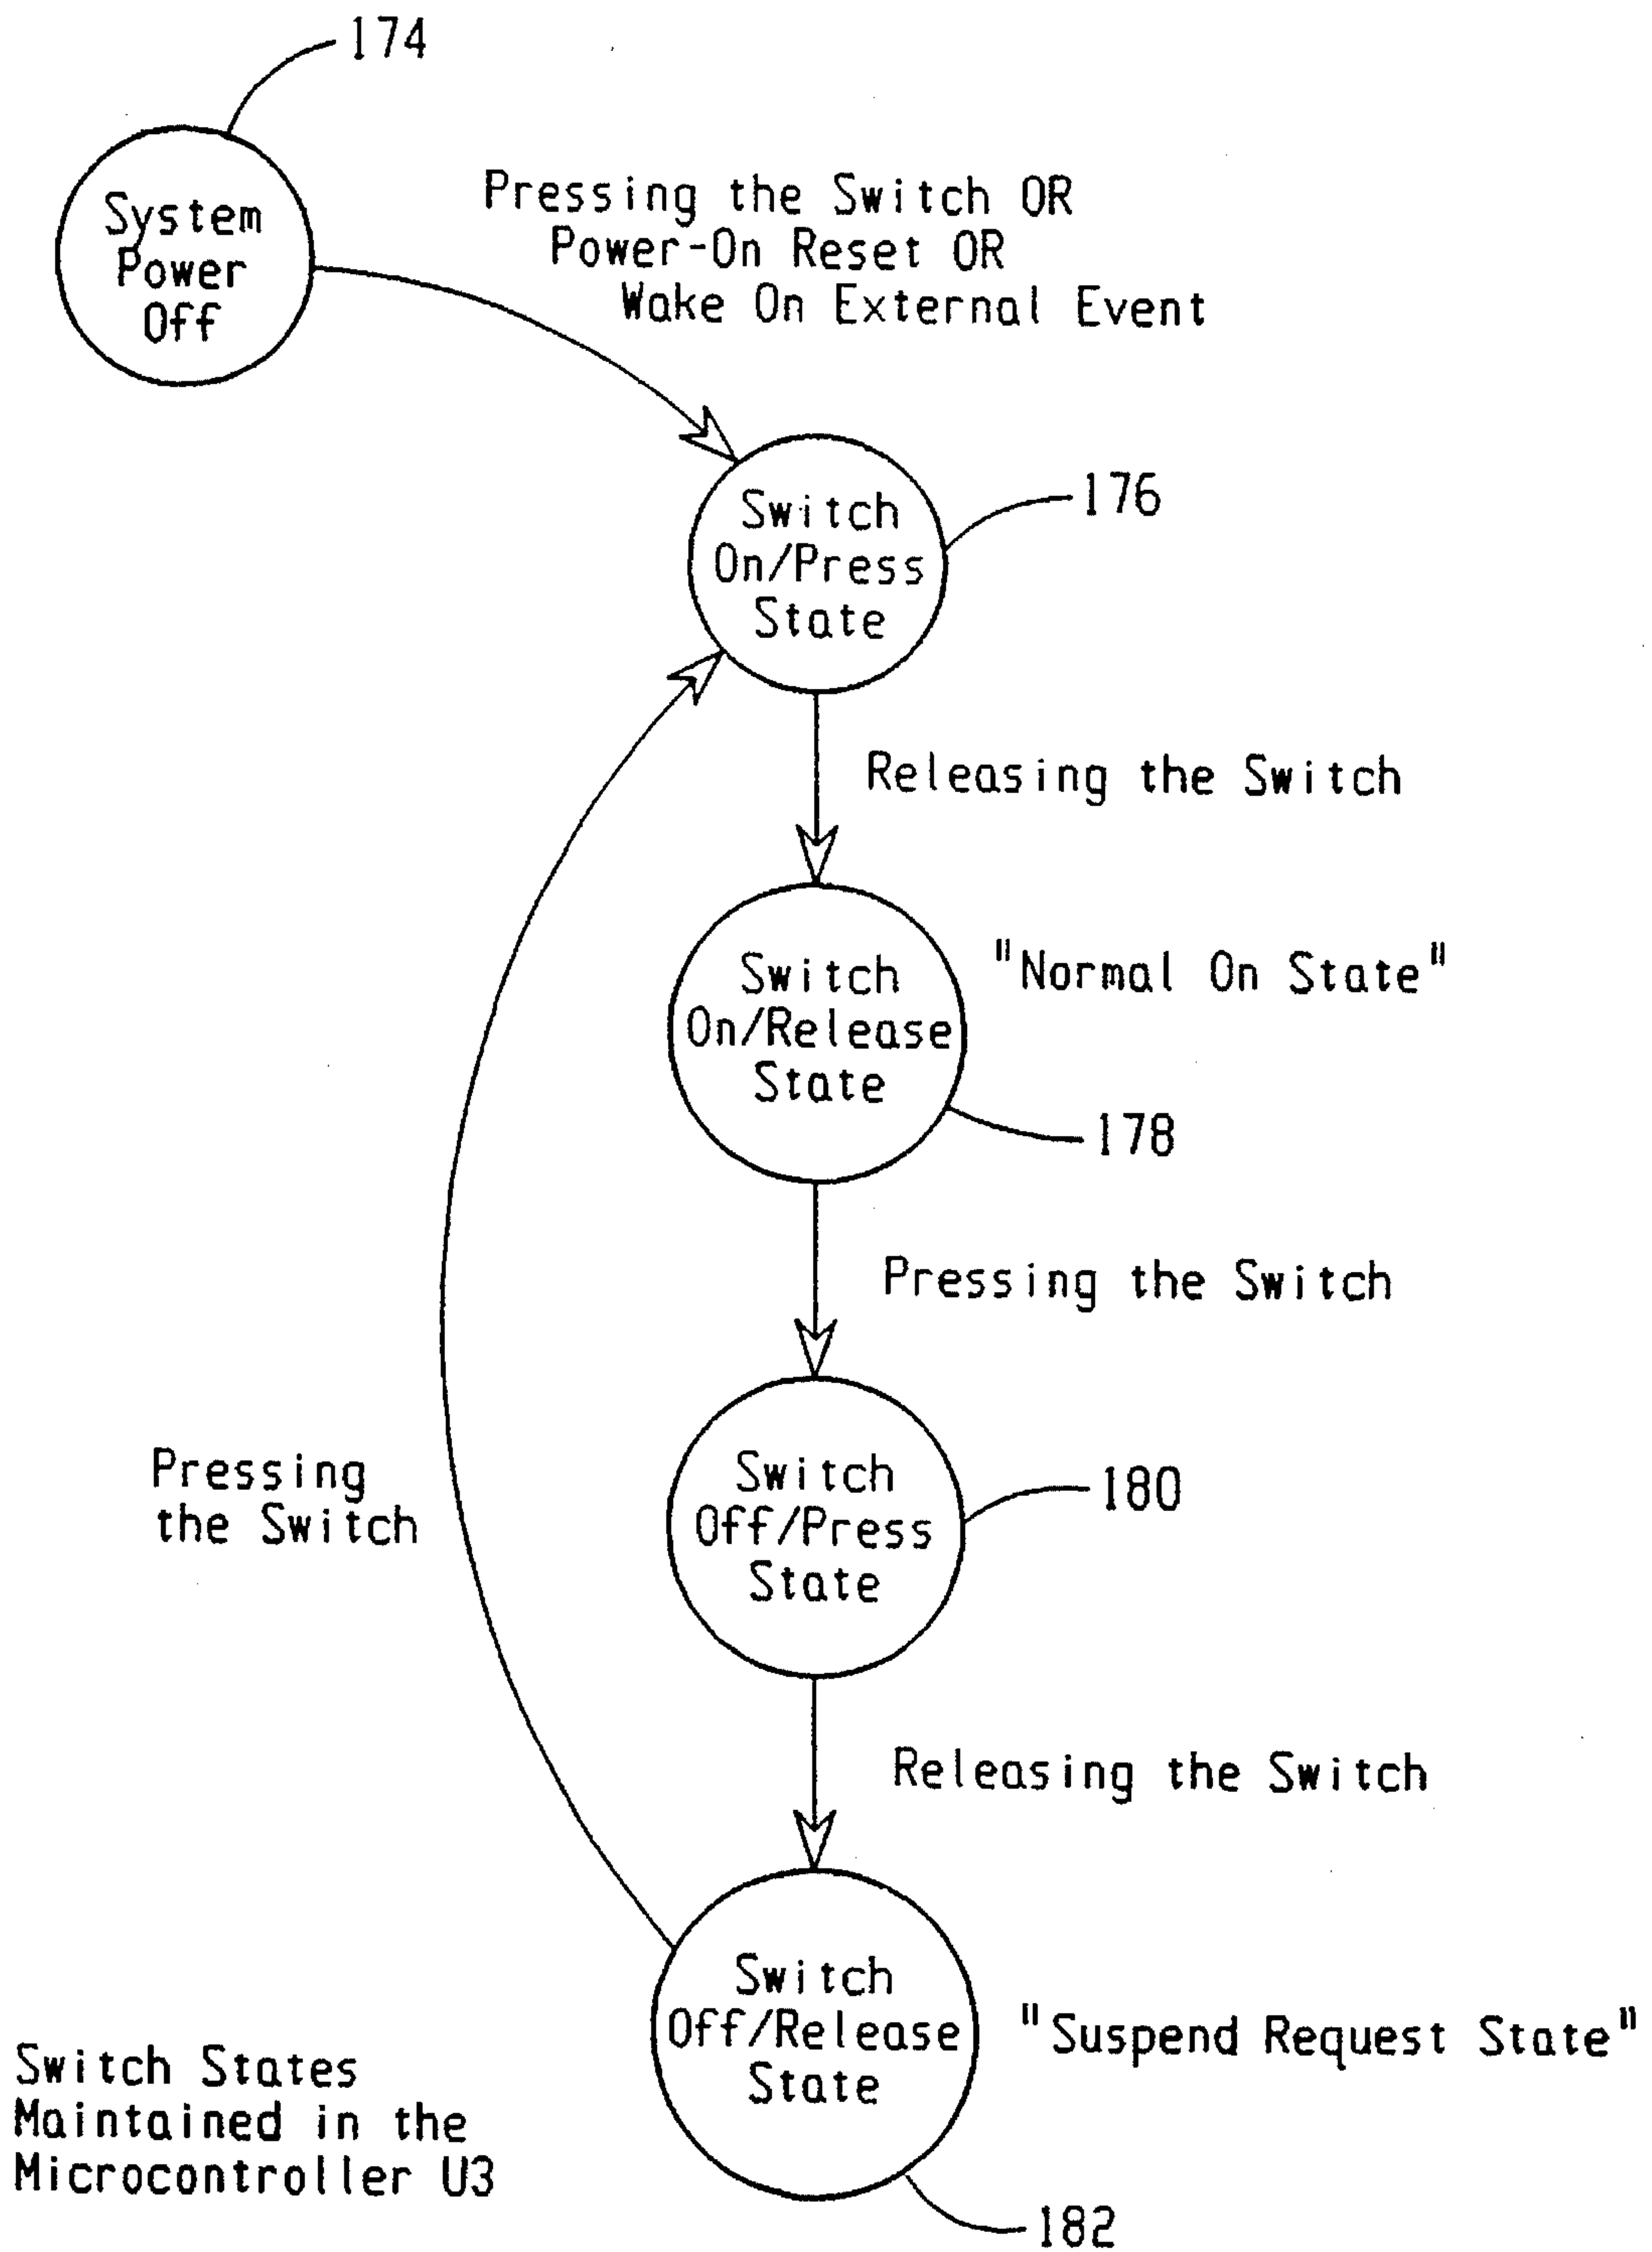 174
System
Power
Off
Pressing the Switch OR
Power-On Reset OR
Wake On External Event
Switch
On/Press
State
176
Releasing the Switch
Switch
On/Release
State
"Normal On State"
178
Pressing the Switch
Pressing
the Switch
Switch
Off/Press
State
180
Releasing the Switch
Switch
Off/Release
State
"Suspend Request State"
Switch States
Maintained in the
Microcontroller U3
182